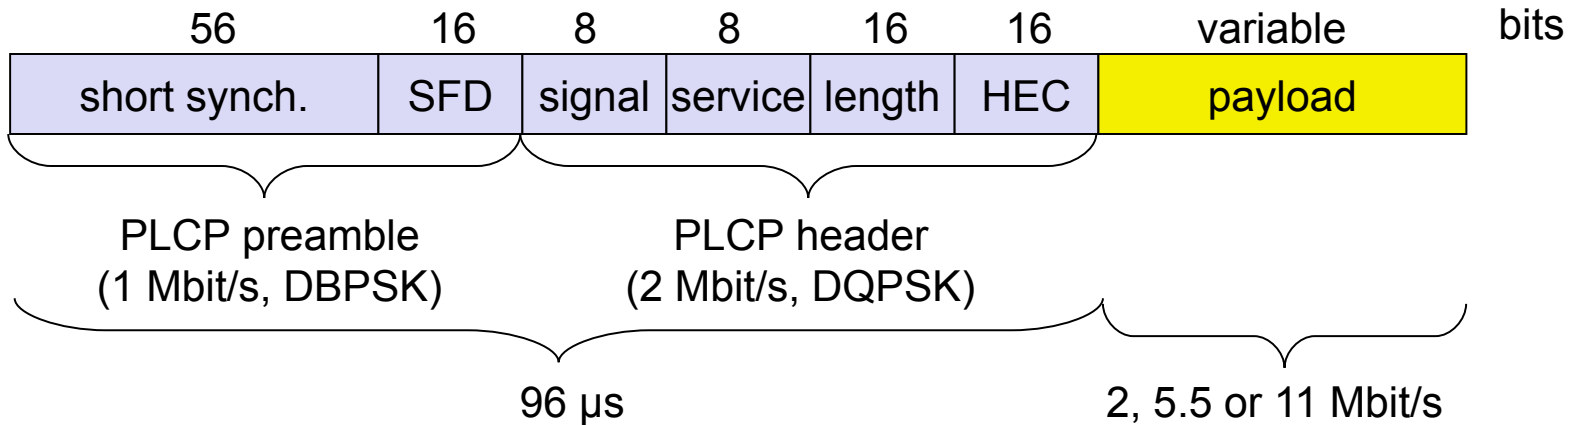 56 16 8 8 16 16 variable bits
short synch. SFD signal service length HEC payload
PLCP preamble PLCP header
(1 Mbit/s, DBPSK) (2 Mbit/s, DQPSK)
96 µs 2, 5.5 or 11 Mbit/s